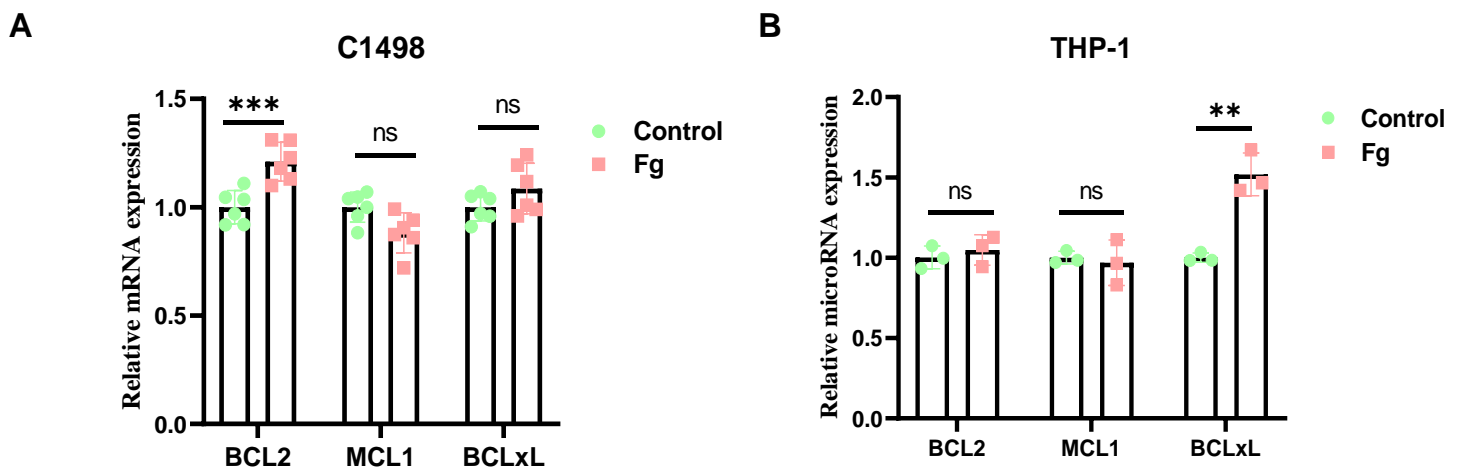 A
C1498
Relative mRNA expression
1.5
1.0
0.5
0.0
***
ns
ns
BCL2
MCL1
BCLxL
Control
Fg
B
THP-1
Relative microRNA expression
2.0
1.5
1.0
0.5
0.0
ns
ns
**
BCL2
MCL1
BCLxL
Control
Fg